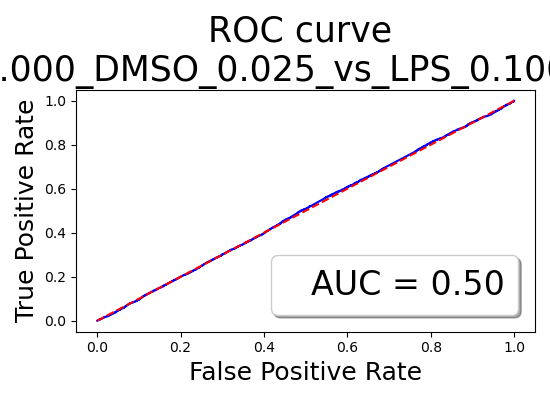 ROC curve
.000_DMSO_0.025_vs_LPS_0.100
True Positive Rate
1.0
0.8
0.6
0.4
0.2
0.0
AUC = 0.50
0.0 0.2 0.4 0.6 0.8 1.0
False Positive Rate